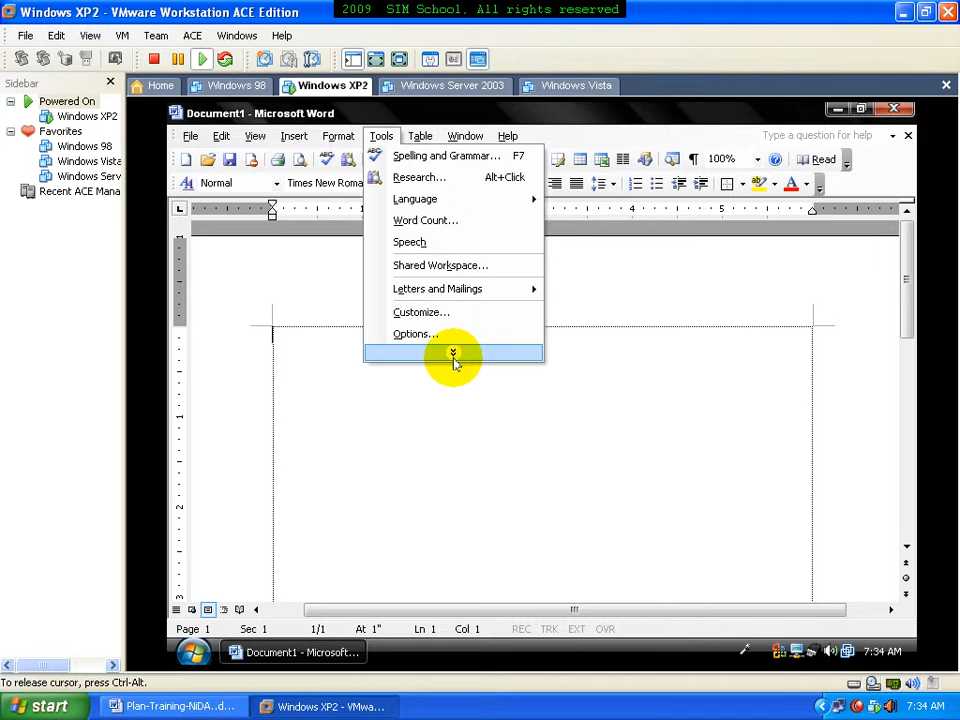 Windows XP2 - VMware Workstation ACE Edition
2009 SIM School, All rights reserved
File Edit View VM Team ACE Windows Help
Sidebar
Powered On
Windows XP2
Favorites
Windows 98
Windows Vista
Windows Serv
Recent ACE Mana
Home Windows 98 Windows XP2 Windows Server 2003 Windows Vista
Document1 - Microsoft Word
File Edit View Insert Format Tools Table Window Help Type a question for help
100% Read
Normal Times New Roma
Spelling and Grammar... F7
Research... Alt+Click
Language
Word Count...
Speech
Shared Workspace...
Letters and Mailings
Customize...
Options...
1 4 5
1
2
3
Page 1 Sec 1 1/1 At 1" Ln 1 Col 1 REC TRK EXT OVR
Document1 - Microsoft... 7:34 AM
To release cursor, press Ctrl-Alt.
start Plan-Training-NiDA...d... Windows XP2 - VMwa... 7:34 AM